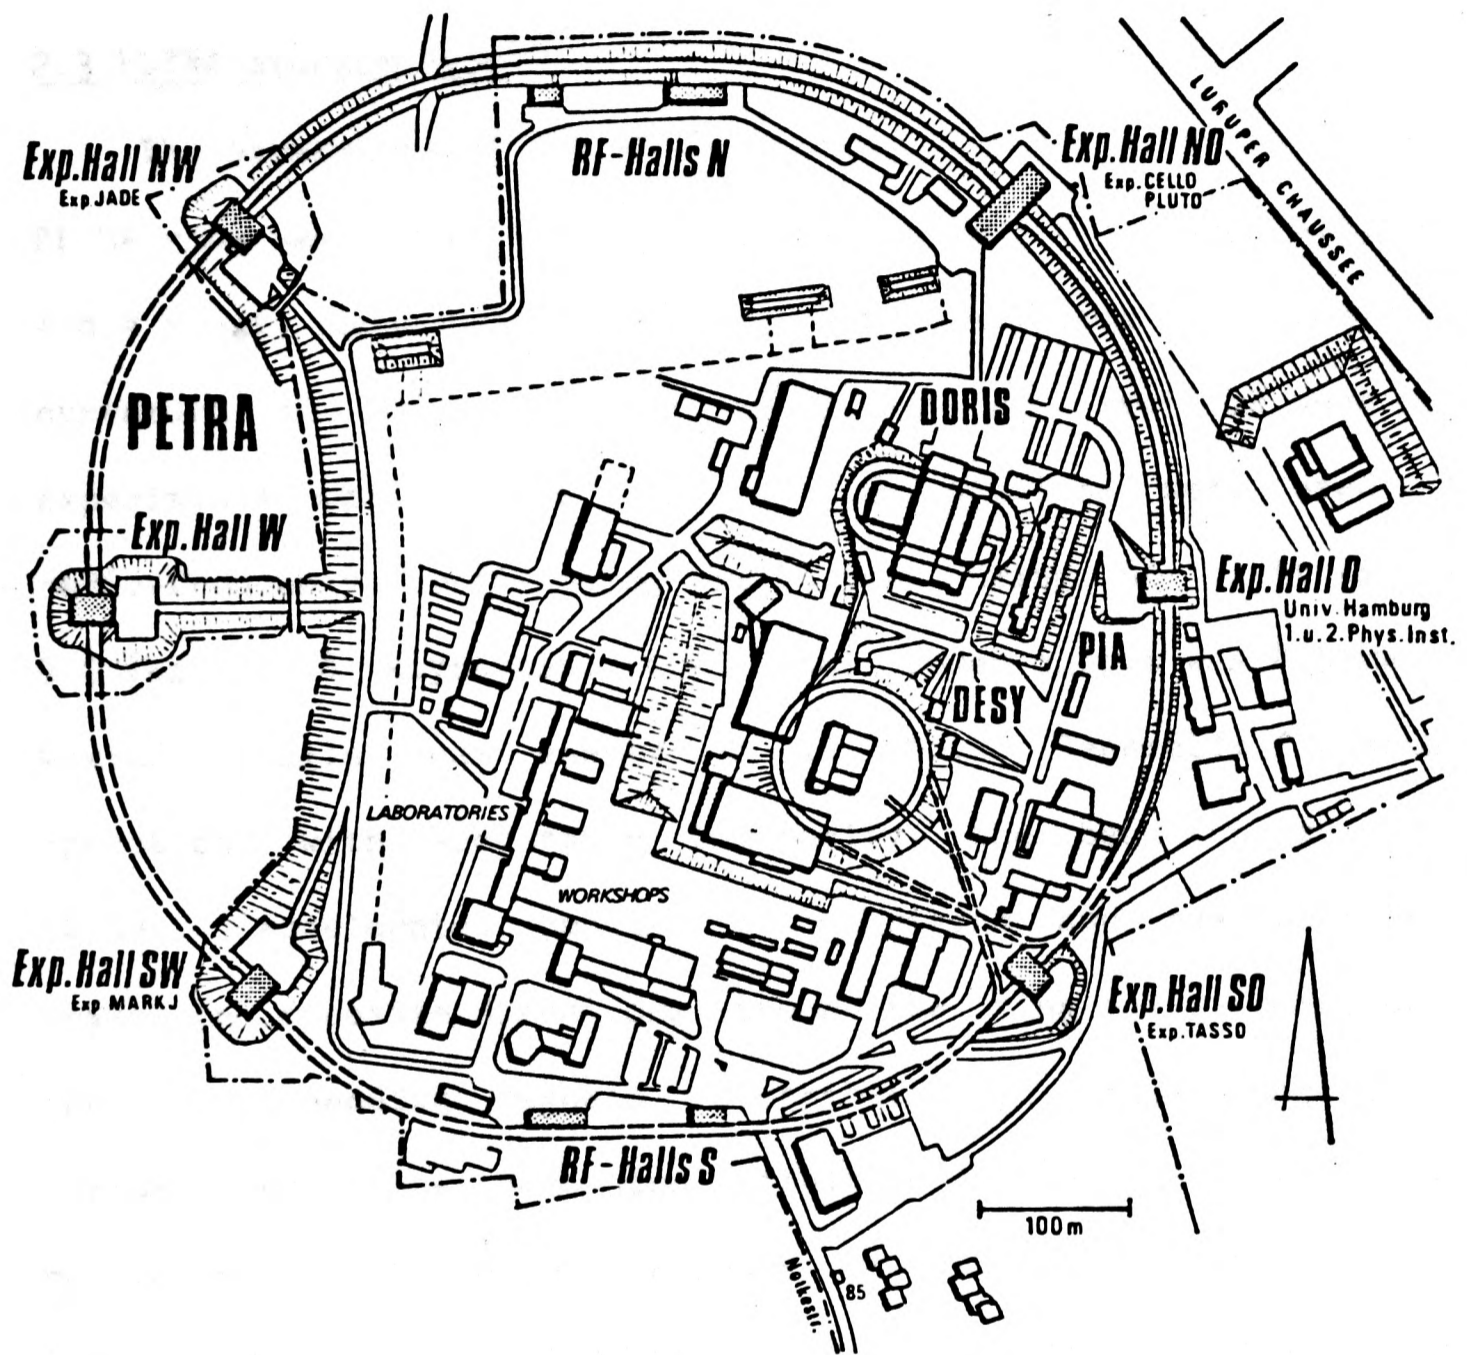 LURUPER CHAUSSEE
Exp.Hall NW
Exp JADE
RF-Halls N
Exp.Hall NO
Exp.CELLO
PLUTO
PETRA
DORIS
Exp.Hall W
Exp.Hall O
Univ.Hamburg
1.u.2.Phys.Inst.
PIA
DESY
LABORATORIES
WORKSHOPS
Exp.Hall SW
Exp MARKJ
Exp.Hall SO
Exp.TASSO
RF-Halls S
100m
Notkestr.
85